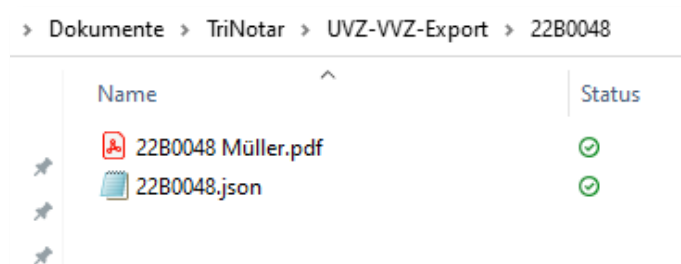 > Dokumente > TriNotar > UVZ-VVZ-Export > 22B0048
Name Status
22B0048 Müller.pdf
22B0048.json